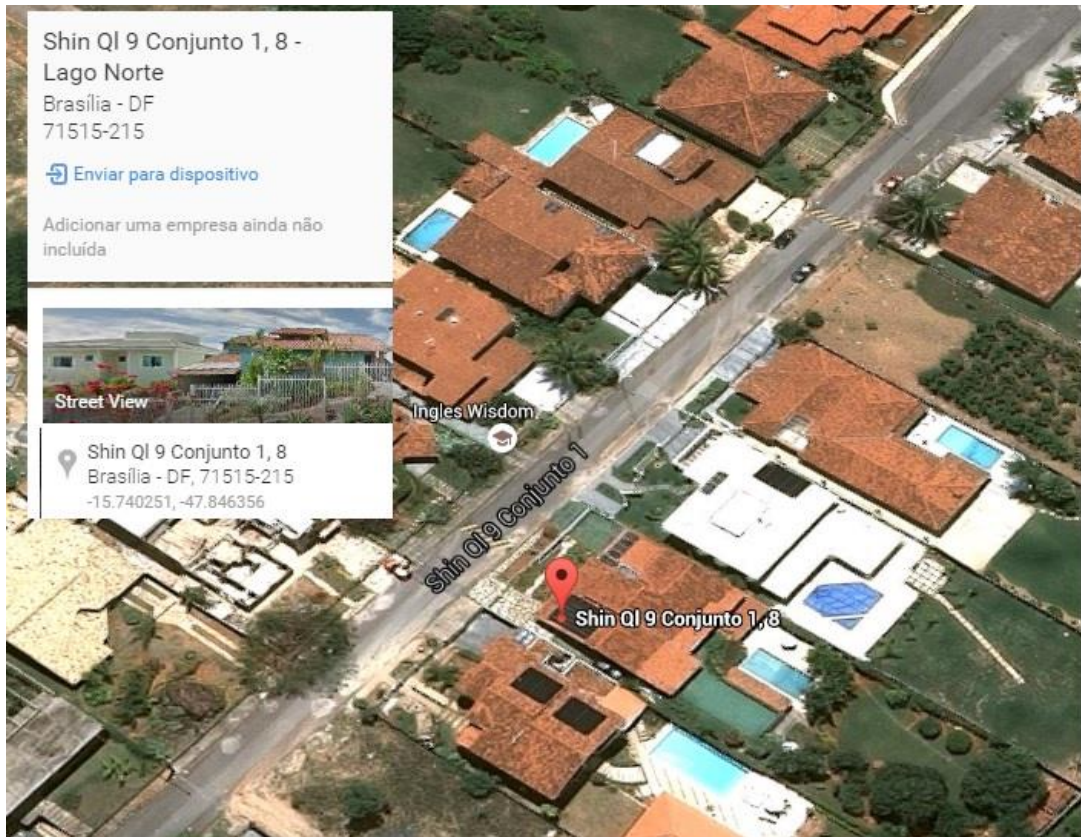 Shin Ql 9 Conjunto 1, 8 -
Lago Norte
Brasília - DF
71515-215
Enviar para dispositivo
Adicionar uma empresa ainda não
incluída
Street View
Shin Ql 9 Conjunto 1, 8
Brasília - DF, 71515-215
-15.740251, -47.846356
Ingles Wisdom
Shin Ql 9 Conjunto 1
Shin Ql 9 Conjunto 1, 8